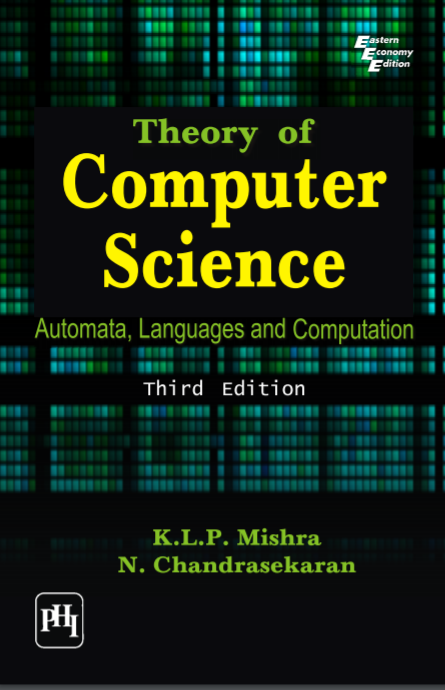 Eastern
Economy
Edition
Theory of
Computer
Science
Automata, Languages and Computation
Third Edition
K.L.P. Mishra
N. Chandrasekaran
PHI